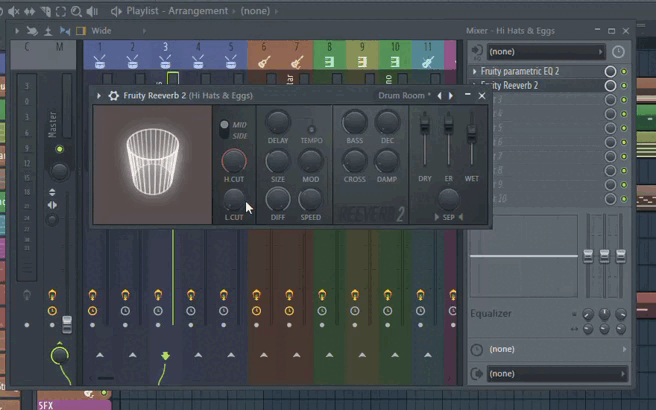 Playlist - Arrangement › (none) ›
Wide
Mixer - Hi Hats & Eggs
C M 1 2 3 4 5 6 7 8 9 10 11
(none)
Fruity parametric EQ 2
Fruity Reeverb 2
Master
Fruity Reeverb 2 (Hi Hats & Eggs)
Drum Room *
MID
SIDE
H.CUT
L.CUT
DELAY
TEMPO
SIZE
MOD
DIFF
SPEED
BASS
DEC
CROSS
DAMP
REEVERB 2
DRY
ER
WET
SEP
Equalizer
(none)
(none)
SFX